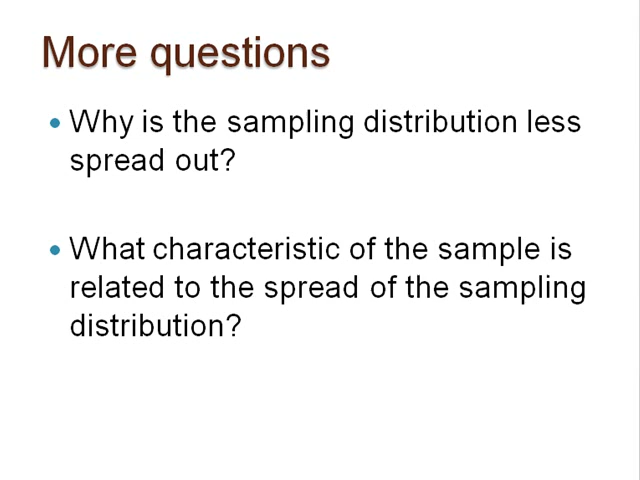 More questions
• Why is the sampling distribution less
spread out?
• What characteristic of the sample is
related to the spread of the sampling
distribution?